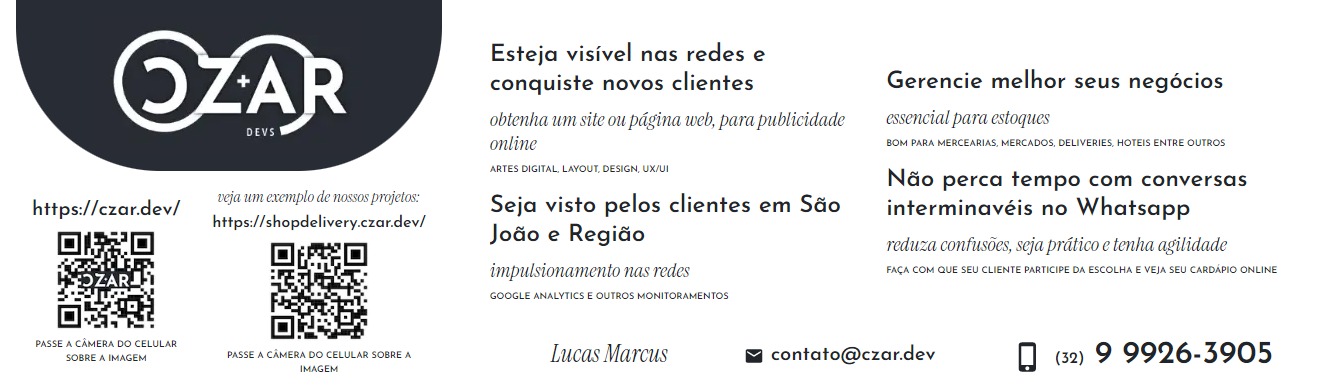 CZ+AR
DEVS
https://czar.dev/
CZAR
PASSE A CÂMERA DO CELULAR
SOBRE A IMAGEM
veja um exemplo de nossos projetos:
https://shopdelivery.czar.dev/
PASSE A CÂMERA DO CELULAR SOBRE A
IMAGEM
Esteja visível nas redes e
conquiste novos clientes
obtenha um site ou página web, para publicidade
online
ARTES DIGITAL, LAYOUT, DESIGN, UX/UI
Seja visto pelos clientes em São
João e Região
impulsionamento nas redes
GOOGLE ANALYTICS E OUTROS MONITORAMENTOS
Gerencie melhor seus negócios
essencial para estoques
BOM PARA MERCEARIAS, MERCADOS, DELIVERIES, HOTEIS ENTRE OUTROS
Não perca tempo com conversas
interminavéis no Whatsapp
reduza confusões, seja prático e tenha agilidade
FAÇA COM QUE SEU CLIENTE PARTICIPE DA ESCOLHA E VEJA SEU CARDÁPIO ONLINE
Lucas Marcus
contato@czar.dev
(32) 9 9926-3905